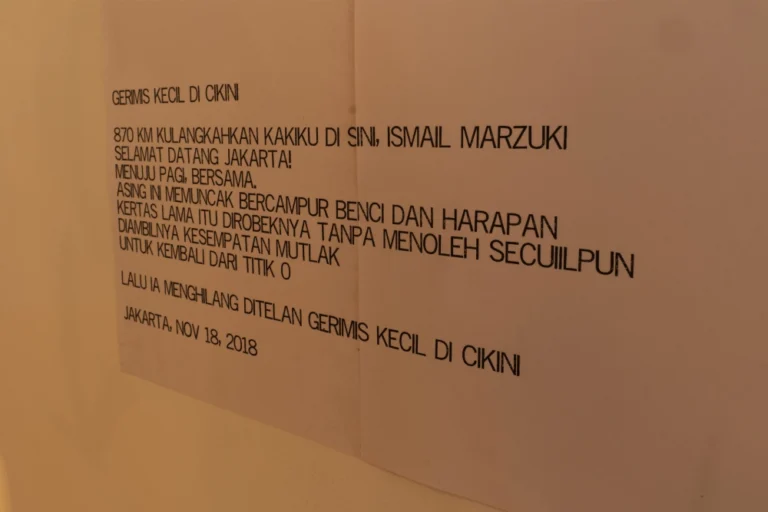 GERIMIS KECIL DI CIKINI
870 KM KULANGKAHKAN KAKIKU DI SINI, ISMAIL MARZUKI
SELAMAT DATANG JAKARTA!
MENUJU PAGI, BERSAMA.
ASING INI MEMUNCAK BERCAMPUR BENCI DAN HARAPAN
KERTAS LAMA ITU DIROBEKNYA TANPA MENOLEH SECUIIILPUN
DIAMBILNYA KESEMPATAN MUTLAK
UNTUK KEMBALI DARI TITIK 0
LALU IA MENGHILANG DITELAN GERIMIS KECIL DI CIKINI
JAKARTA, NOV 18, 2018